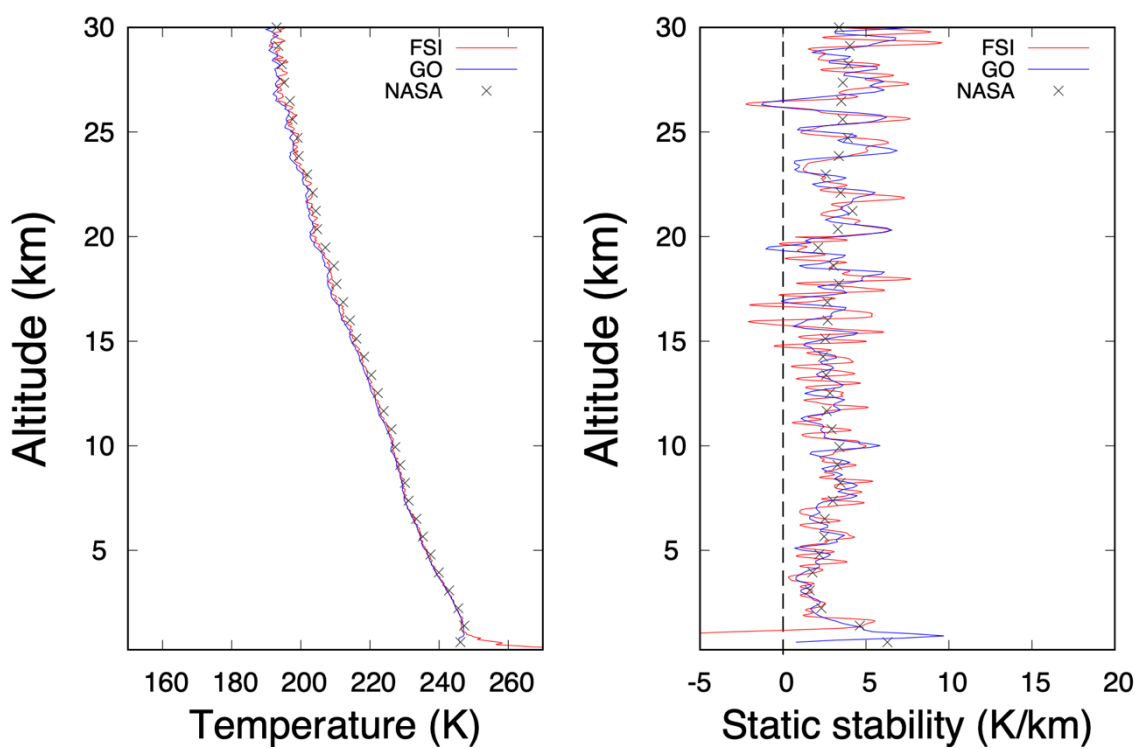 30
25
20
15
10
5
160 180 200 220 240 260
Altitude (km)
Temperature (K)
FSI
GO
NASA
30
25
20
15
10
5
-5 0 5 10 15 20
Altitude (km)
Static stability (K/km)
FSI
GO
NASA